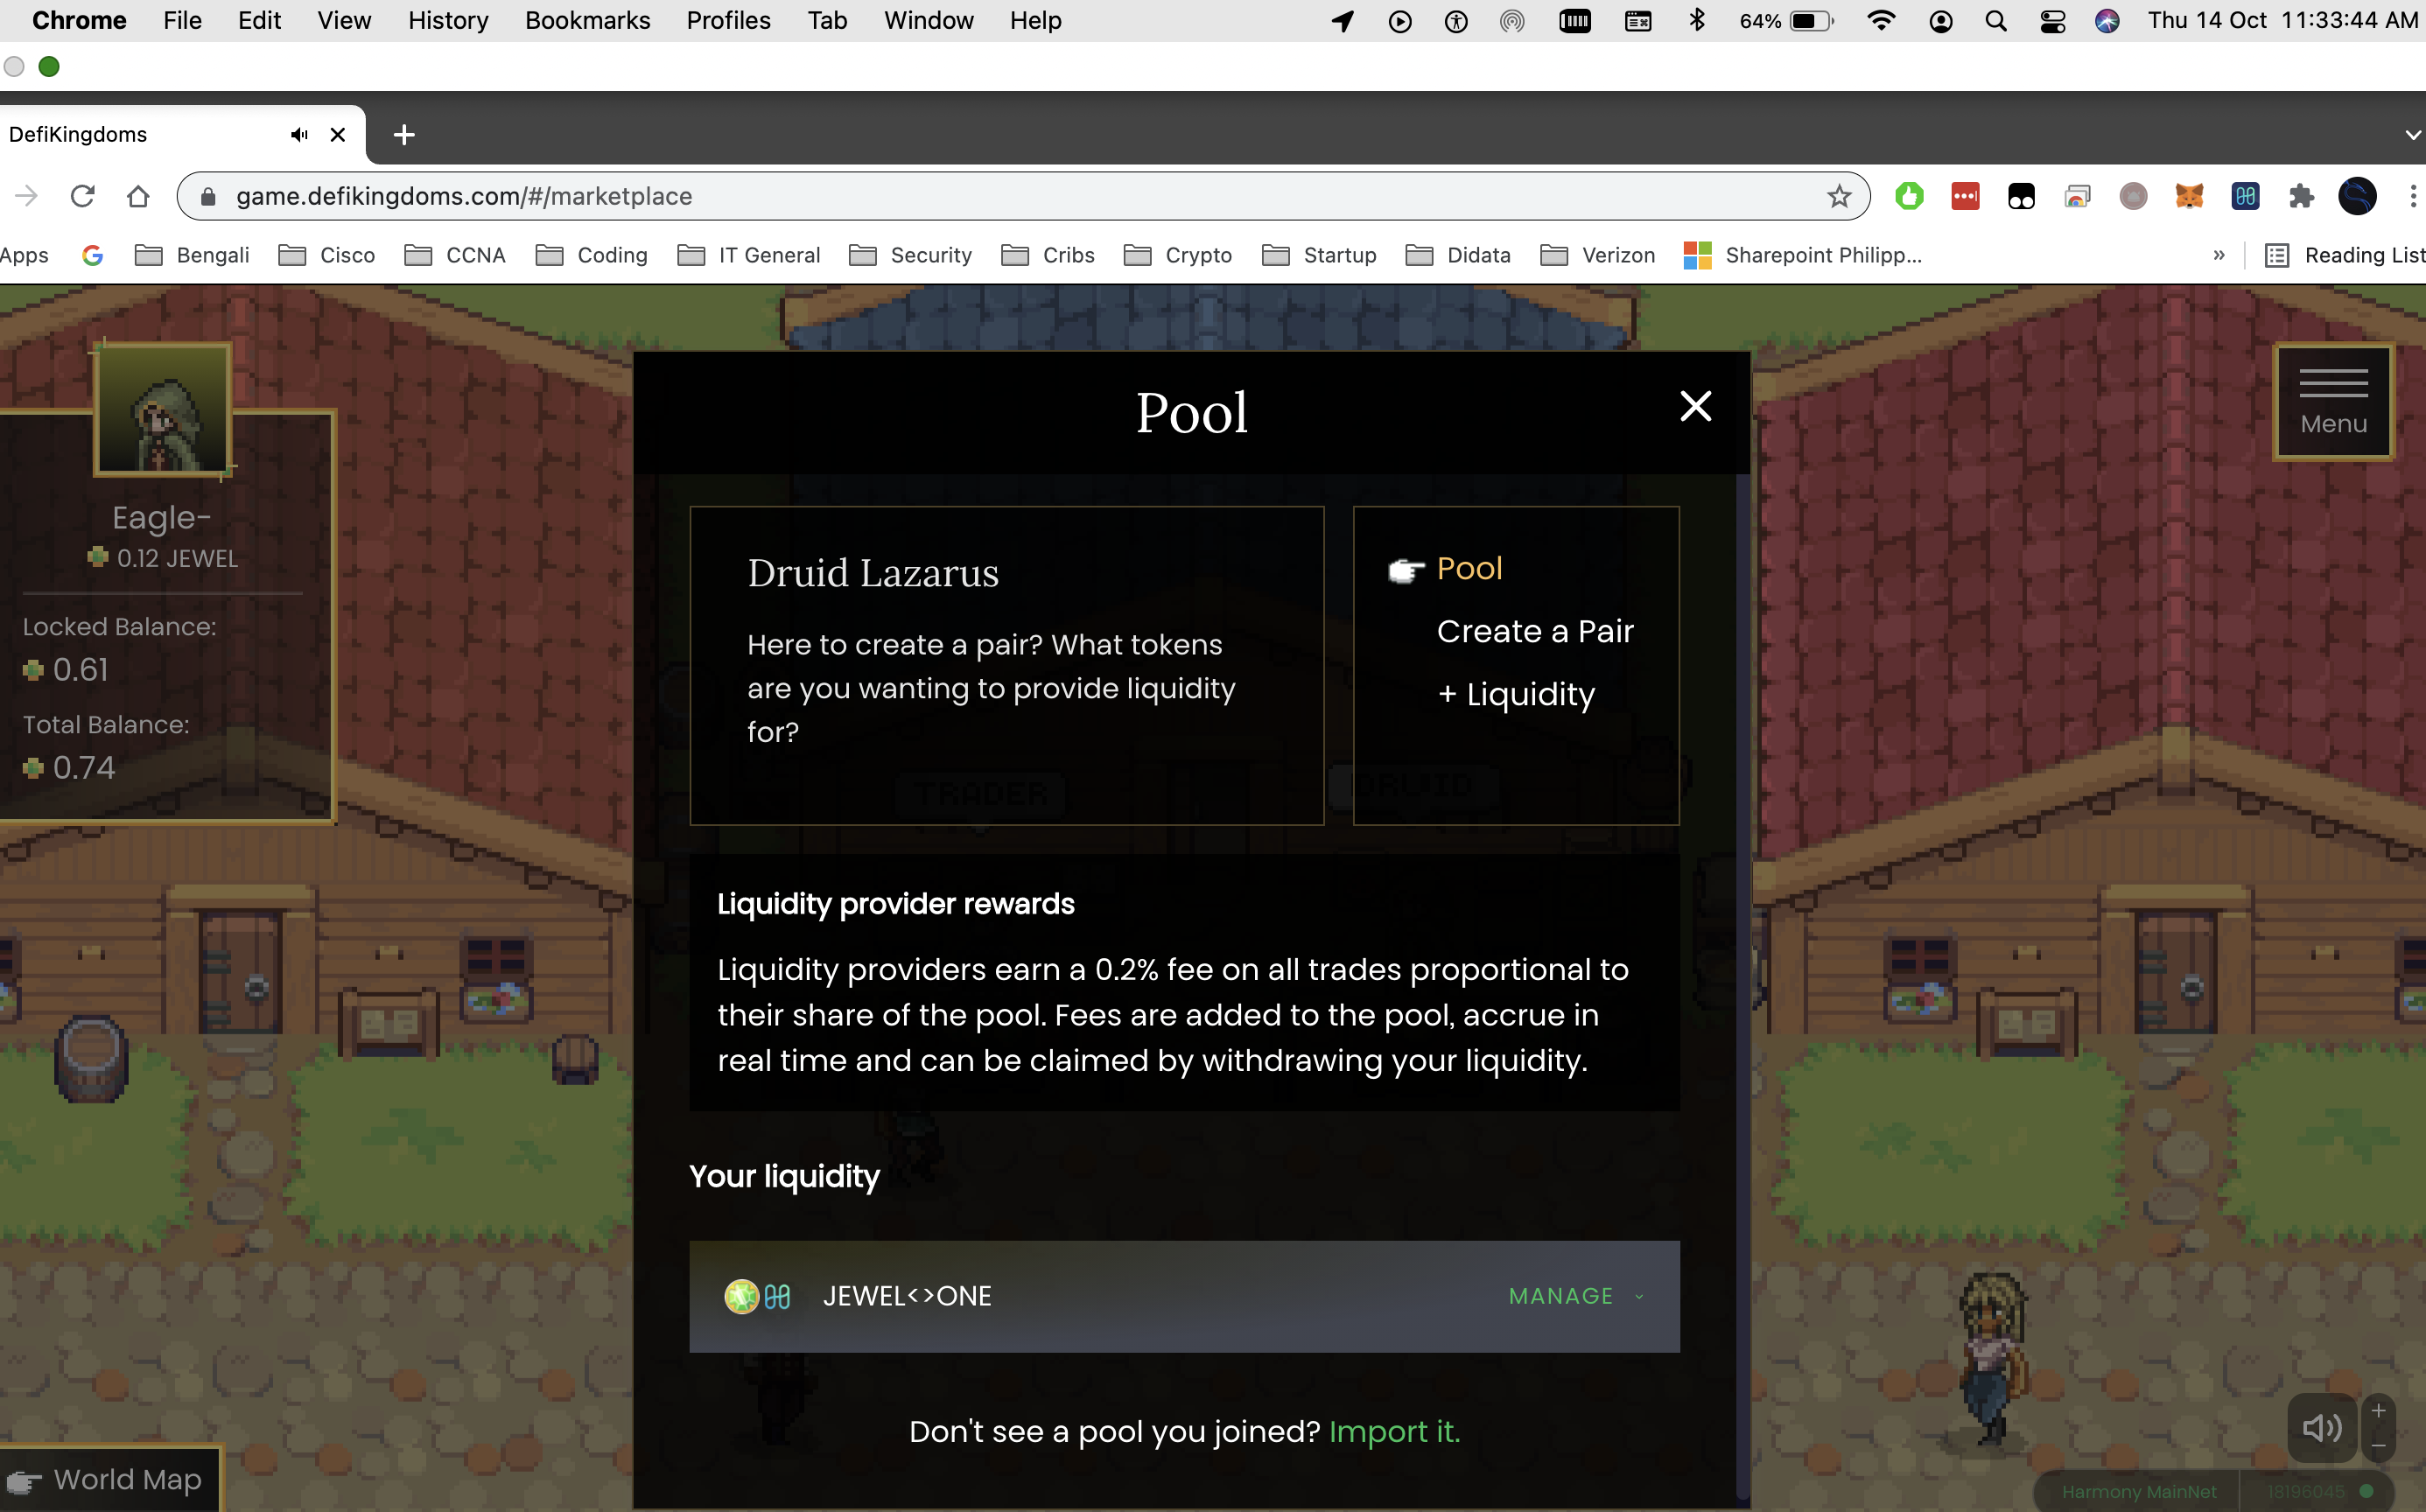 Chrome File Edit View History Bookmarks Profiles Tab Window Help 64% Thu 14 Oct 11:33:44 AM
DefiKingdoms
game.defikingdoms.com/#/marketplace
Apps Bengali Cisco CCNA Coding IT General Security Cribs Crypto Startup Didata Verizon Sharepoint Philipp... » Reading List
Pool
Menu
Eagle-
0.12 JEWEL
Locked Balance:
0.61
Total Balance:
0.74
Druid Lazarus
Here to create a pair? What tokens
are you wanting to provide liquidity
for?
Pool
Create a Pair
+ Liquidity
TRADER
DRUID
Liquidity provider rewards
Liquidity providers earn a 0.2% fee on all trades proportional to
their share of the pool. Fees are added to the pool, accrue in
real time and can be claimed by withdrawing your liquidity.
Your liquidity
JEWEL<>ONE MANAGE
Don't see a pool you joined? Import it.
World Map
Harmony MainNet 18196045